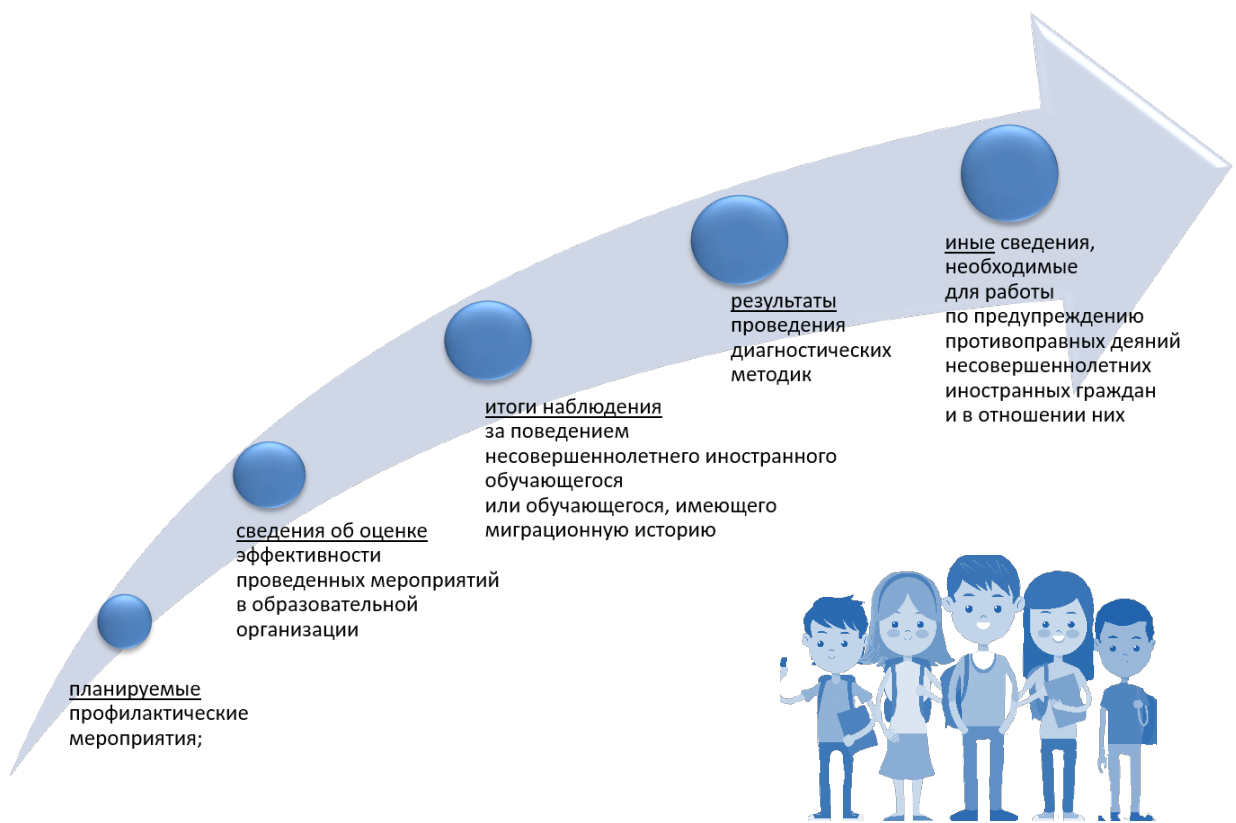 планируемые
профилактические
мероприятия;
сведения об оценке
эффективности
проведенных мероприятий
в образовательной
организации
итоги наблюдения
за поведением
несовершеннолетнего иностранного
обучающегося
или обучающегося, имеющего
миграционную историю
результаты
проведения
диагностических
методик
иные сведения,
необходимые
для работы
по предупреждению
противоправных деяний
несовершеннолетних
иностранных граждан
и в отношении них